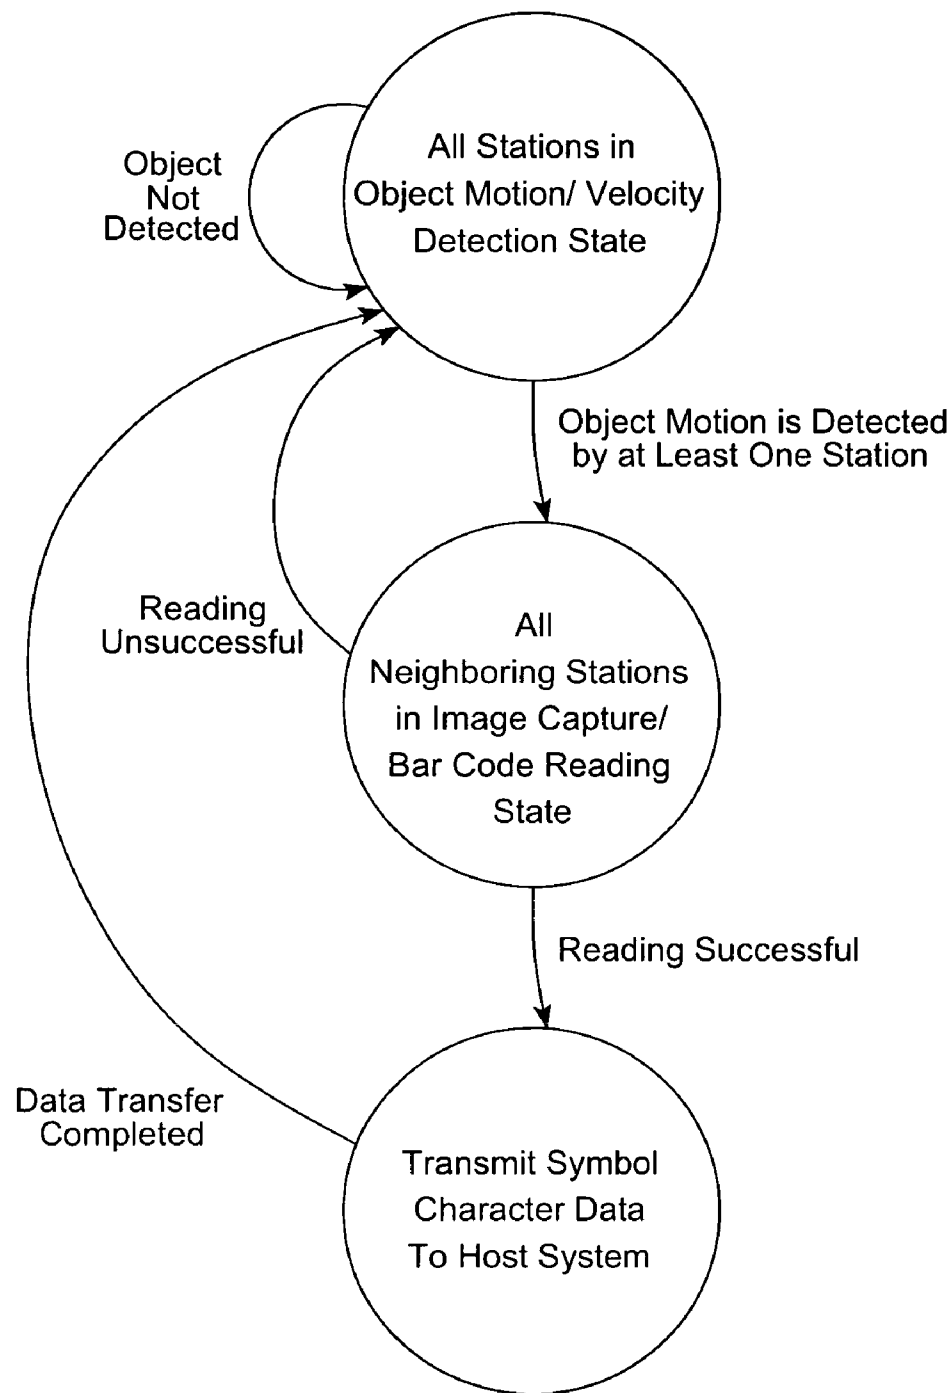 All Stations in
Object Motion/ Velocity
Detection State
Object
Not
Detected
Object Motion is Detected
by at Least One Station
All
Neighboring Stations
in Image Capture/
Bar Code Reading
State
Reading
Unsuccessful
Reading Successful
Data Transfer
Completed
Transmit Symbol
Character Data
To Host System